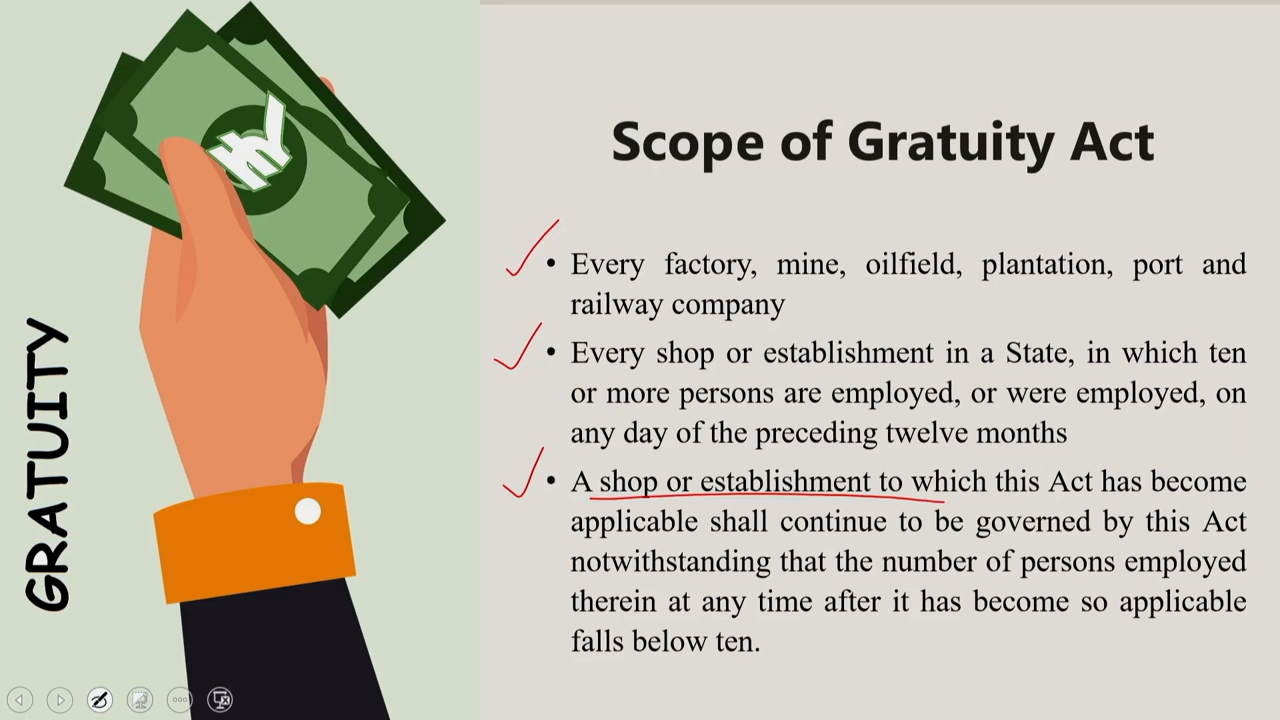 GRATUITY
Scope of Gratuity Act
• Every factory, mine, oilfield, plantation, port and
railway company
• Every shop or establishment in a State, in which ten
or more persons are employed, or were employed, on
any day of the preceding twelve months
• A shop or establishment to which this Act has become
applicable shall continue to be governed by this Act
notwithstanding that the number of persons employed
therein at any time after it has become so applicable
falls below ten.